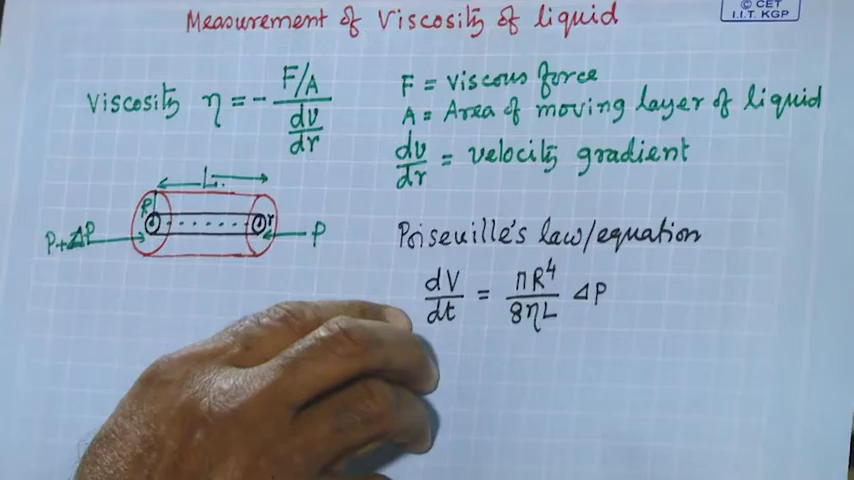 Measurement of Viscosity of liquid
© CET
I.I.T. KGP
Viscosity η = - F/A / dv/dr
F = viscous force
A = Area of moving layer of liquid
dv/dr = velocity gradient
L
R
r
P+ΔP
P
Poiseuille's law/equation
dV/dt = πR⁴/8ηL ΔP